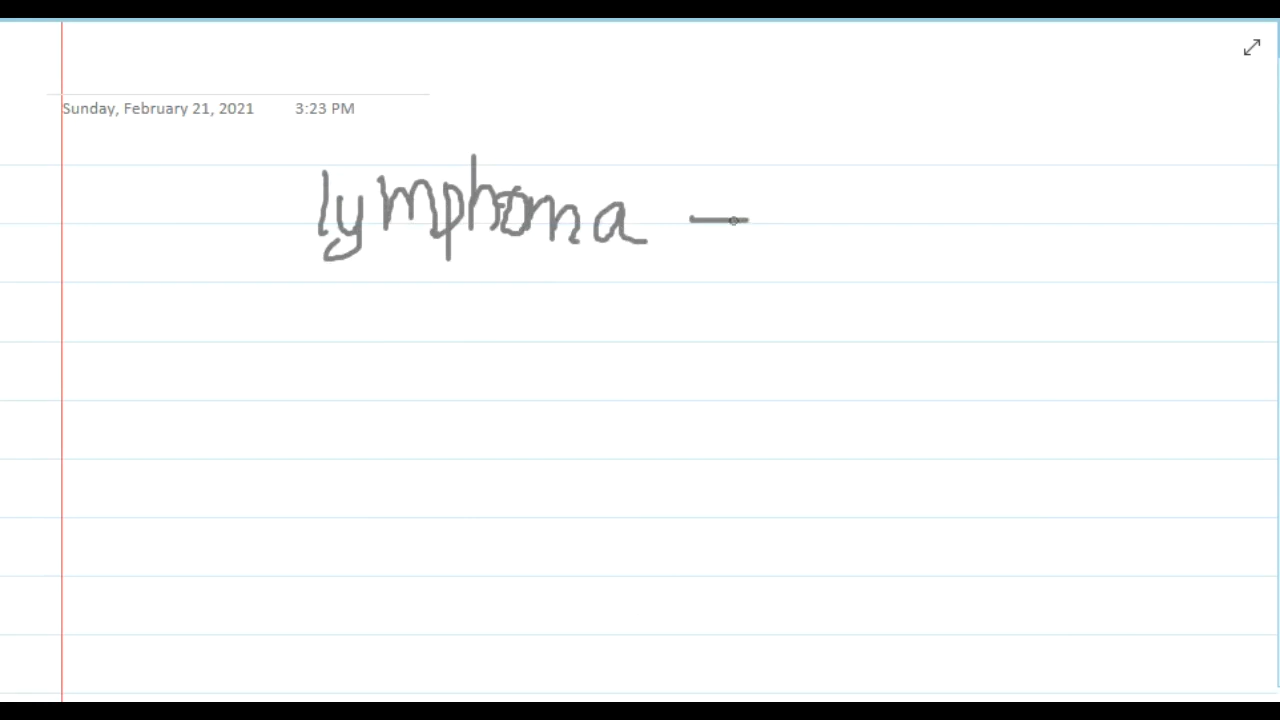 Sunday, February 21, 2021 3:23 PM
lymphoma —